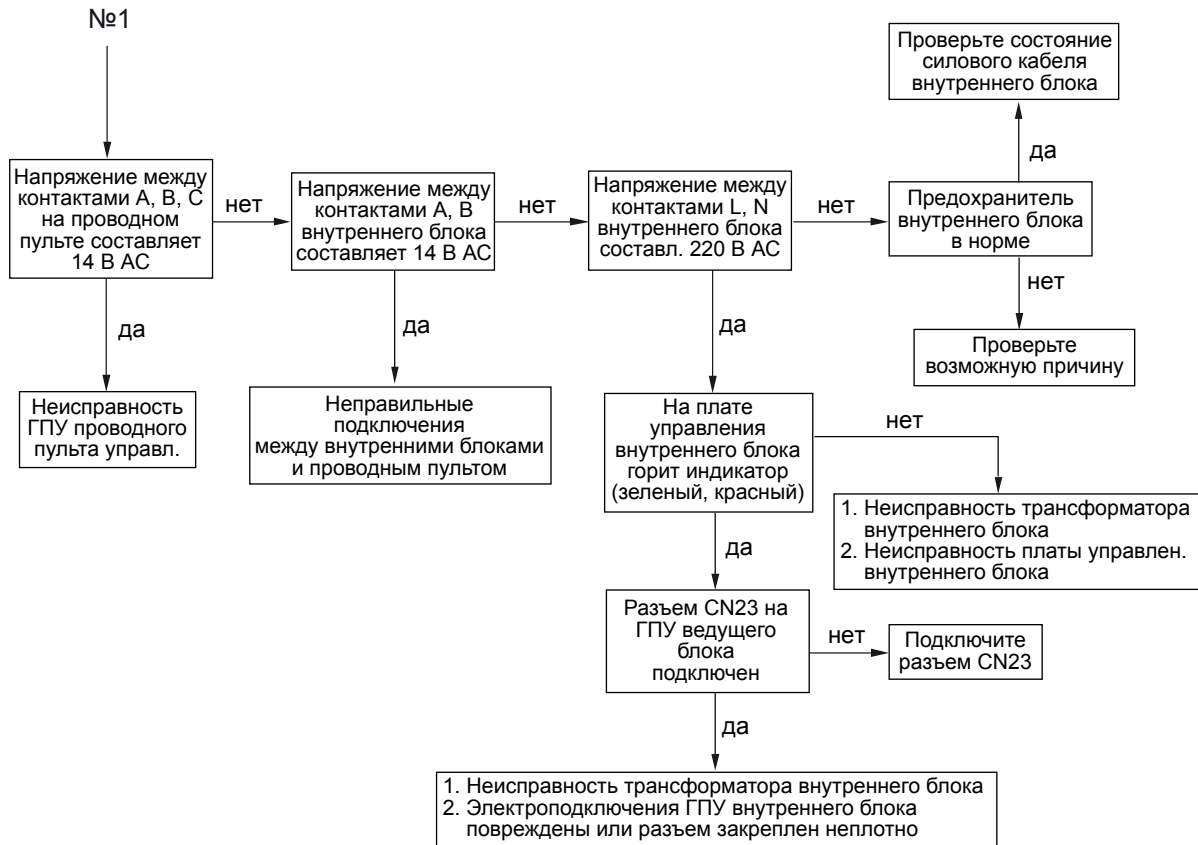 №1
Проверьте состояние
силового кабеля
внутреннего блока
да
Напряжение между
контактами А, В, С
на проводном
пульте составляет
14 В АС
нет
Напряжение между
контактами А, В
внутреннего блока
составляет 14 В АС
нет
Напряжение между
контактами L, N
внутреннего блока
составл. 220 В АС
нет
Предохранитель
внутреннего блока
в норме
да
да
да
нет
Проверьте
возможную причину
Неисправность
ГПУ проводного
пульта управл.
Неправильные
подключения
между внутренними блоками
и проводным пультом
На плате
управления
внутреннего блока
горит индикатор
(зеленый, красный)
нет
1. Неисправность трансформатора
внутреннего блока
2. Неисправность платы управлен.
внутреннего блока
да
Разъем CN23 на
ГПУ ведущего
блока
подключен
нет
Подключите
разъем CN23
да
1. Неисправность трансформатора внутреннего блока
2. Электроподключения ГПУ внутреннего блока
повреждены или разъем закреплен неплотно